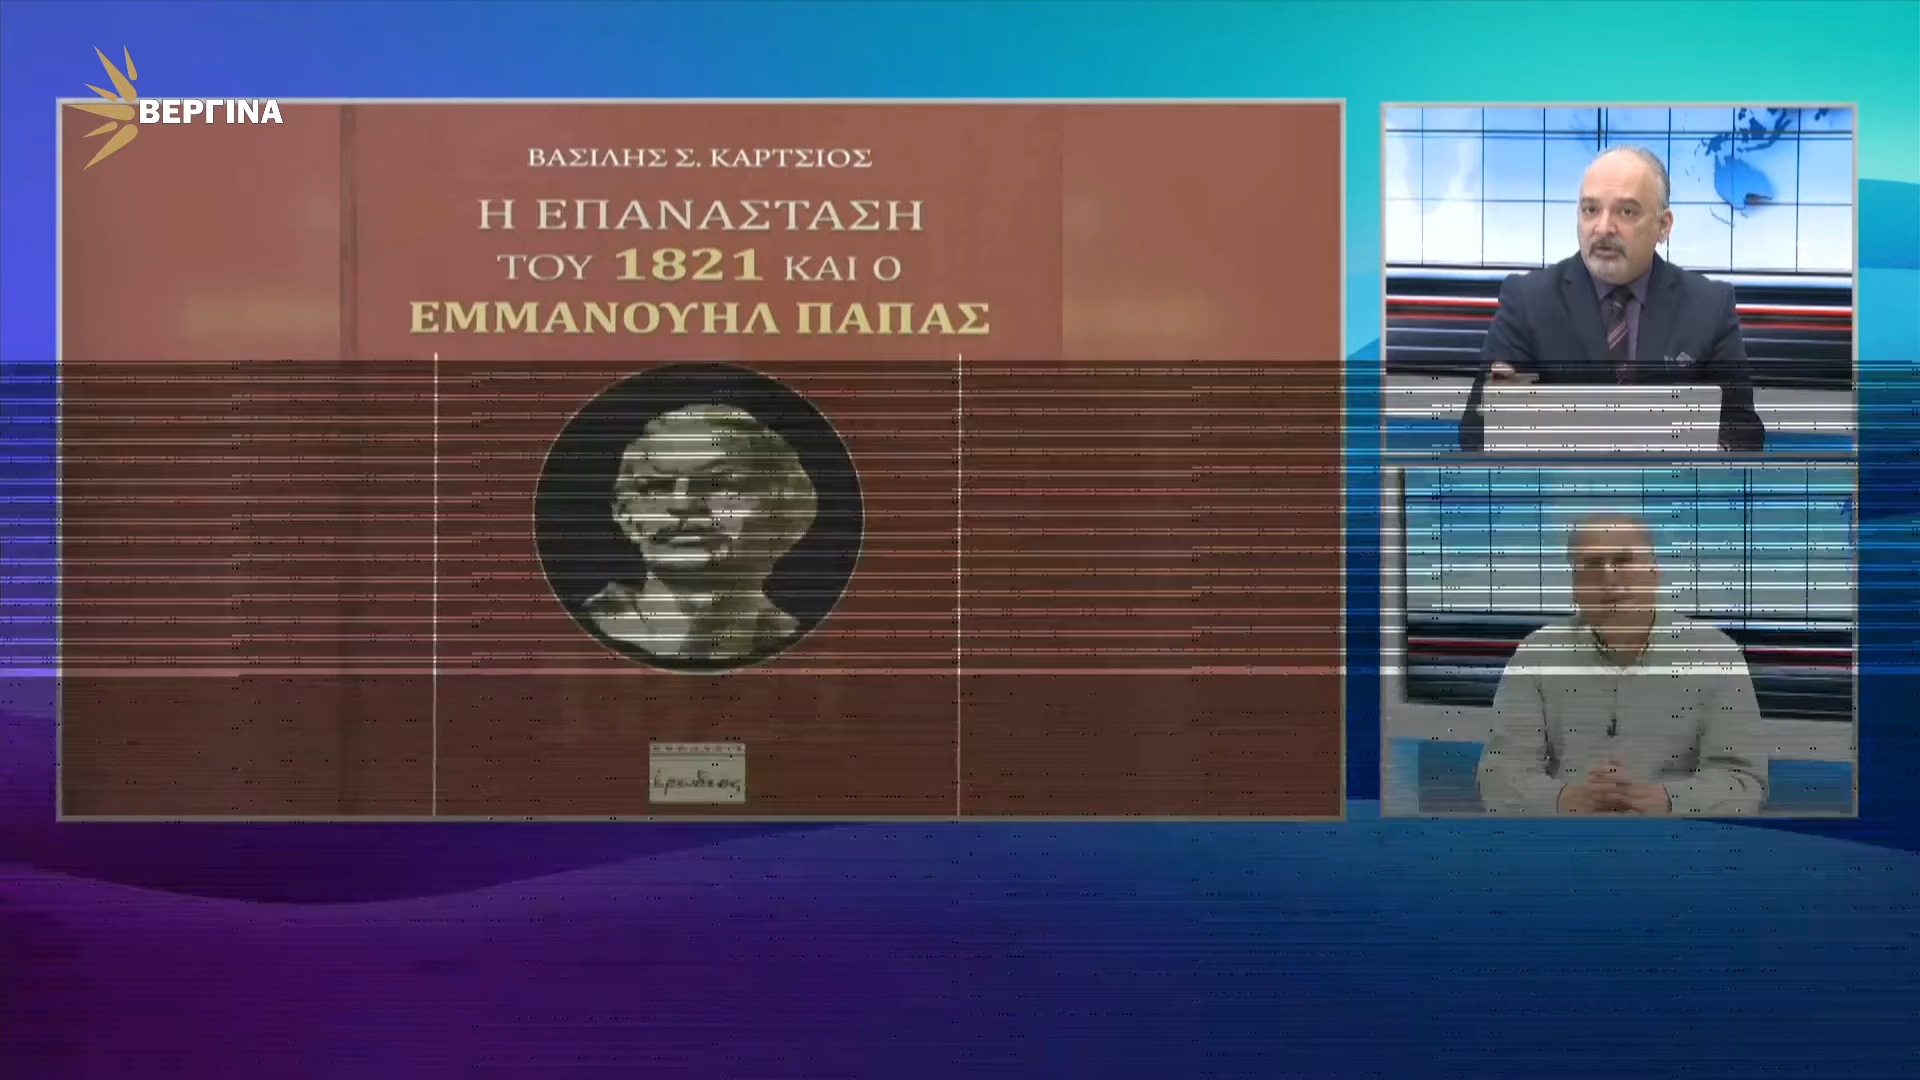 ΒΕΡΓΙΝΑ
ΒΑΣΙΛΗΣ Σ. ΚΑΡΤΣΙΟΣ
Η ΕΠΑΝΑΣΤΑΣΗ
ΤΟΥ 1821 ΚΑΙ Ο
ΕΜΜΑΝΟΥΗΛ ΠΑΠΑΣ